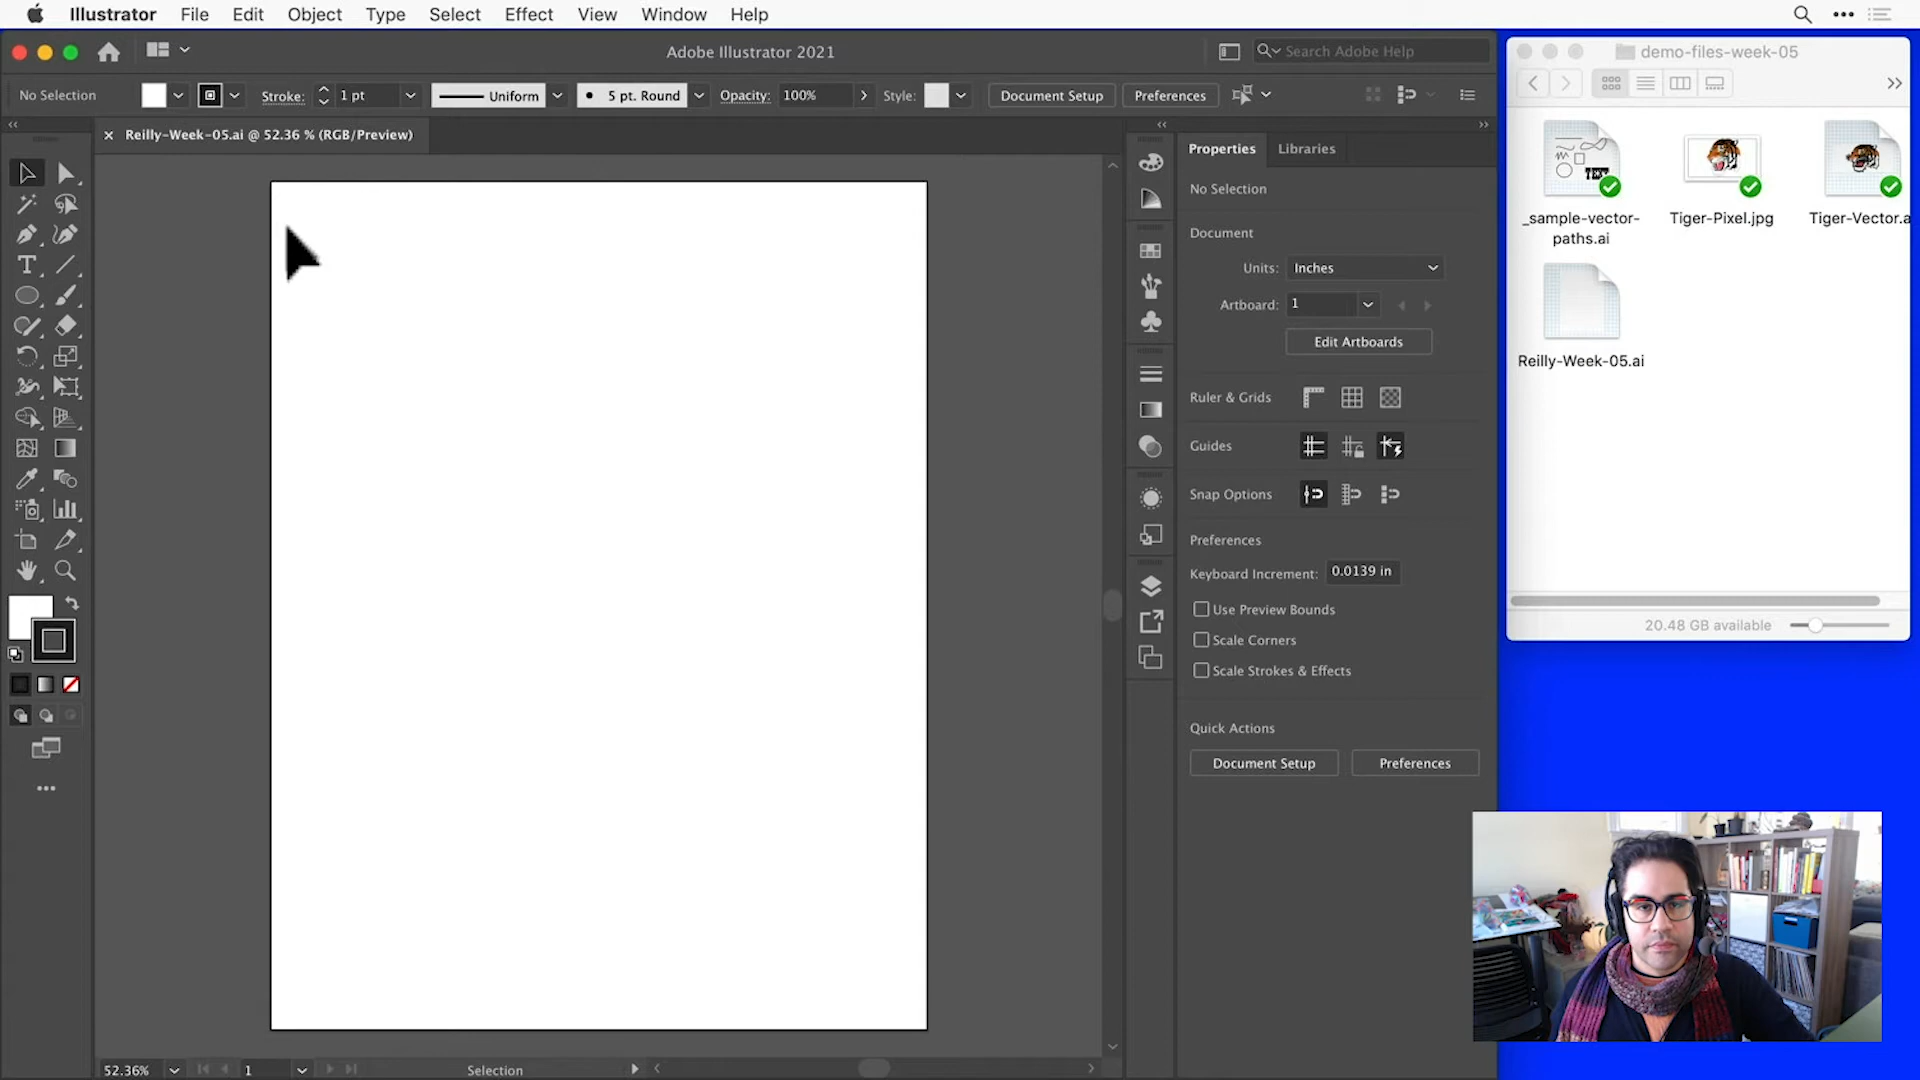 Illustrator File Edit Object Type Select Effect View Window Help
Adobe Illustrator 2021
Search Adobe Help
No Selection
Stroke: 1 pt
Uniform
5 pt. Round
Opacity: 100%
Style:
Document Setup
Preferences
Reilly-Week-05.ai @ 52.36 % (RGB/Preview)
Properties
Libraries
No Selection
Document
Units: Inches
Artboard: 1
Edit Artboards
Ruler & Grids
Guides
Snap Options
Preferences
Keyboard Increment: 0.0139 in
Use Preview Bounds
Scale Corners
Scale Strokes & Effects
Quick Actions
Document Setup
Preferences
52.36%
1
Selection
demo-files-week-05
_sample-vector-
paths.ai
Tiger-Pixel.jpg
Tiger-Vector.a
Reilly-Week-05.ai
20.48 GB available